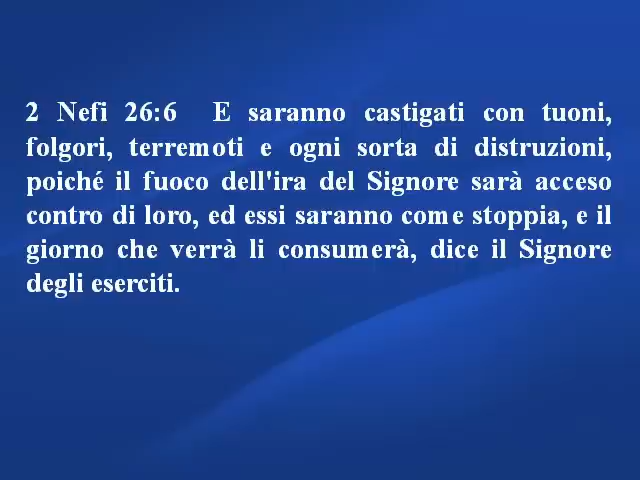 2 Nefi 26:6 E saranno castigati con tuoni,
folgori, terremoti e ogni sorta di distruzioni,
poiché il fuoco dell'ira del Signore sarà acceso
contro di loro, ed essi saranno come stoppia, e il
giorno che verrà li consumerà, dice il Signore
degli eserciti.